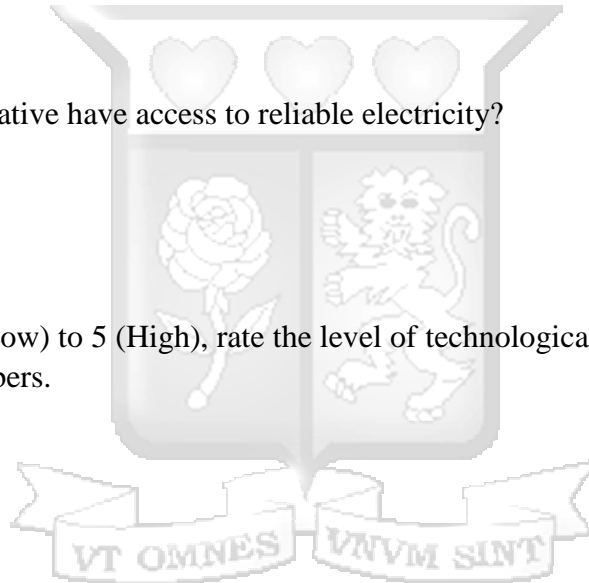 ative have access to reliable electricity?
ow) to 5 (High), rate the level of technologica
bers.
VT OMNES VNVM SINT